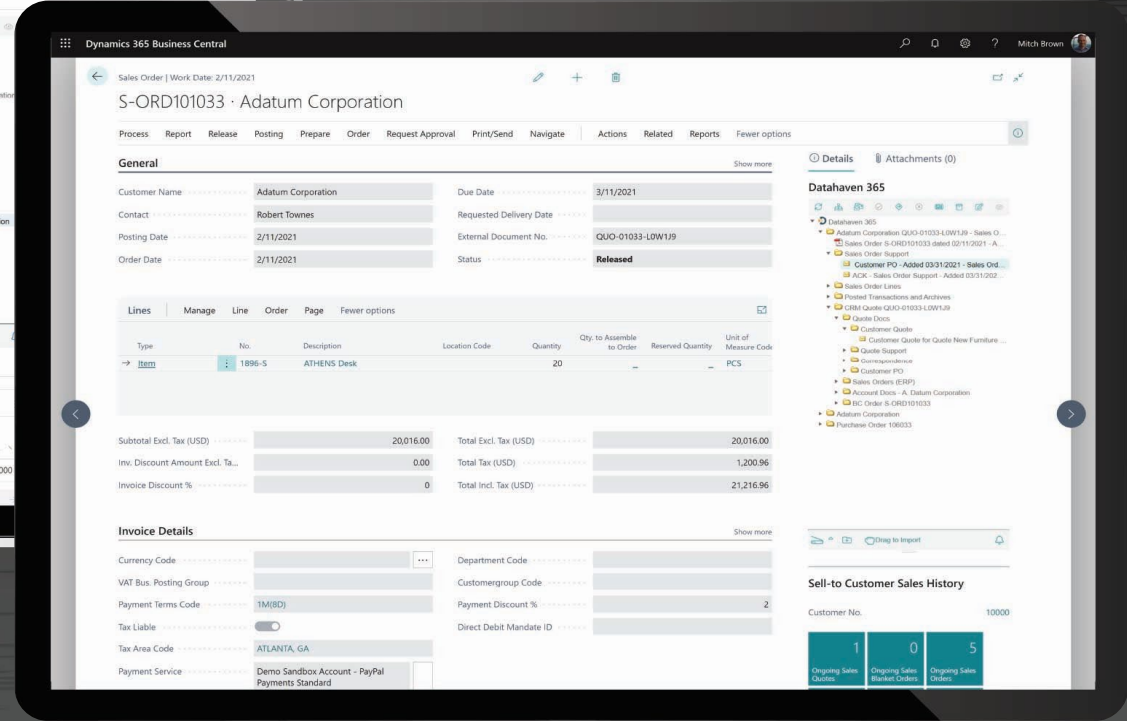 Dynamics 365 Business Central
Mitch Brown
Sales Order | Work Date: 2/11/2021
S-ORD101033 · Adatum Corporation
Process Report Release Posting Prepare Order Request Approval Print/Send Navigate Actions Related Reports Fewer options
General Show more
Customer Name Adatum Corporation
Contact Robert Townes
Posting Date 2/11/2021
Order Date 2/11/2021
Due Date 3/11/2021
Requested Delivery Date
External Document No. QUO-01033-L0W1J9
Status Released
Lines Manage Line Order Page Fewer options
Type No. Description Location Code Quantity Qty. to Assemble to Order Reserved Quantity Unit of Measure Code
Item 1896-S ATHENS Desk 20 _ _ PCS
Subtotal Excl. Tax (USD) 20,016.00
Inv. Discount Amount Excl. Ta... 0.00
Invoice Discount % 0
Total Excl. Tax (USD) 20,016.00
Total Tax (USD) 1,200.96
Total Incl. Tax (USD) 21,216.96
Invoice Details Show more
Currency Code ...
VAT Bus. Posting Group
Payment Terms Code 1M(8D)
Tax Liable
Tax Area Code ATLANTA, GA
Payment Service Demo Sandbox Account - PayPal
Payments Standard
Department Code
Customergroup Code
Payment Discount % 2
Direct Debit Mandate ID
Details Attachments (0)
Datahaven 365
Datahaven 365
Adatum Corporation QUO-01033-L0W1J9 - Sales O...
Sales Order S-ORD101033 dated 02/11/2021 - A...
Sales Order Support
Customer PO - Added 03/31/2021 - Sales Ord...
ACK - Sales Order Support - Added 03/31/202...
Sales Order Lines
Posted Transactions and Archives
CRM Quote QUO-01033-L0W1J9
Quote Docs
Customer Quote
Customer Quote for Quote New Furniture ...
Quote Support
Correspondence
Customer PO
Sales Orders (ERP)
Account Docs - A. Datum Corporation
BC Order S-ORD101033
Adatum Corporation
Purchase Order 106033
Drag to Import
Sell-to Customer Sales History
Customer No. 10000
1 0 5
Ongoing Sales Quotes
Ongoing Sales Blanket Orders
Ongoing Sales Orders